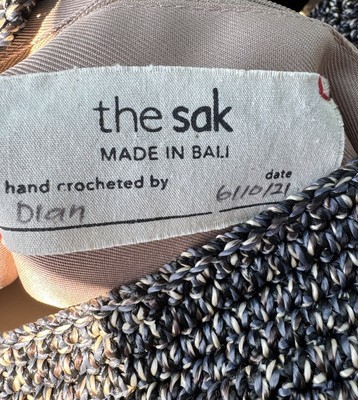 the sak
MADE IN BALI
hand crocheted by date
Dian 6/10/21